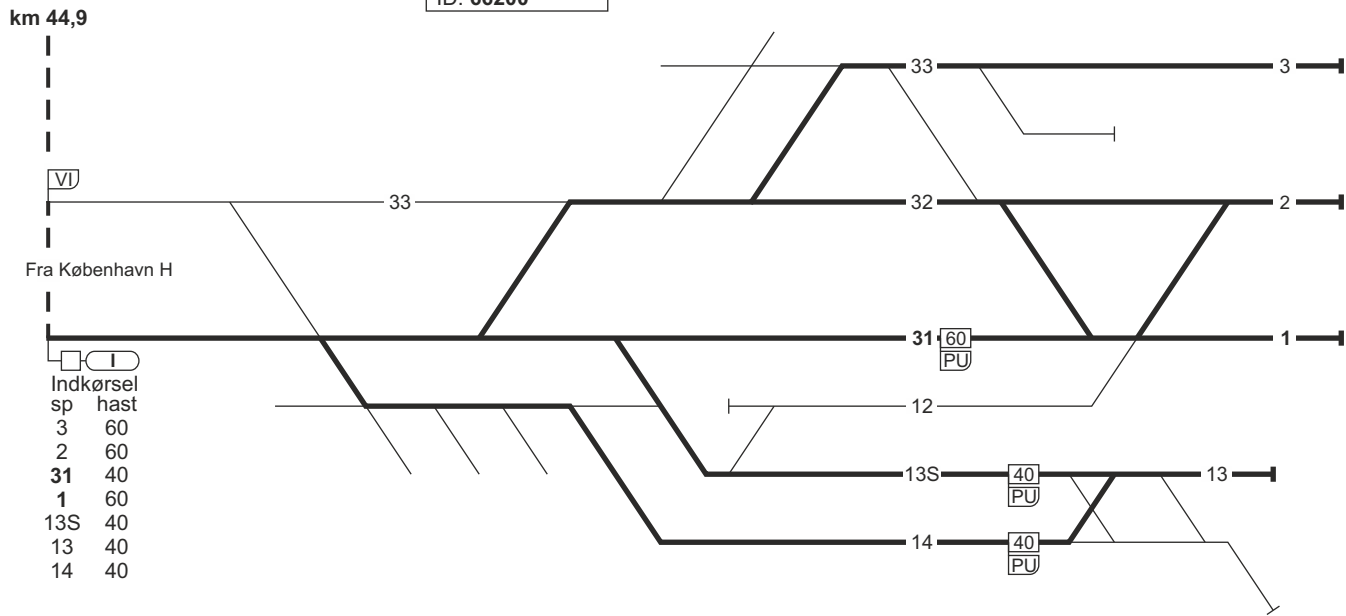 ID: 60200
km 44,9
33 3
VI
33 32 2
Fra København H
31 60 1
PU
I
Indkørsel
sp hast
12
3 60
2 60
31 40
13S 40 13
PU
1 60
13S 40
13 40
14 40
14 40
PU